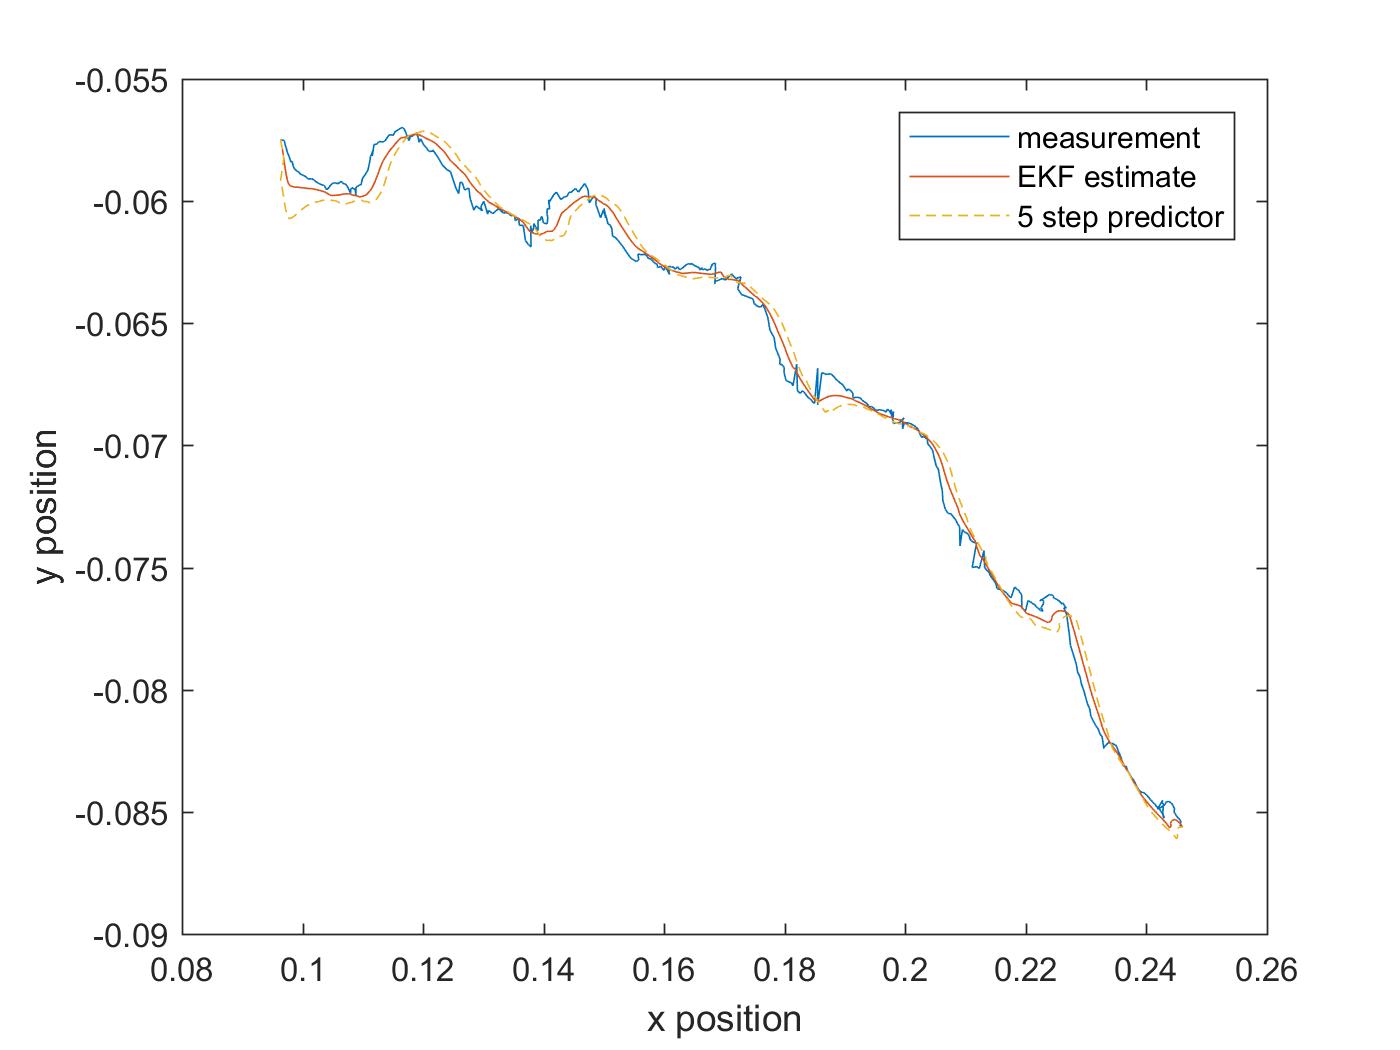 -0.055
-0.06
-0.065
-0.07
-0.075
-0.08
-0.085
-0.09
y position
measurement
EKF estimate
5 step predictor
0.08 0.1 0.12 0.14 0.16 0.18 0.2 0.22 0.24 0.26
x position